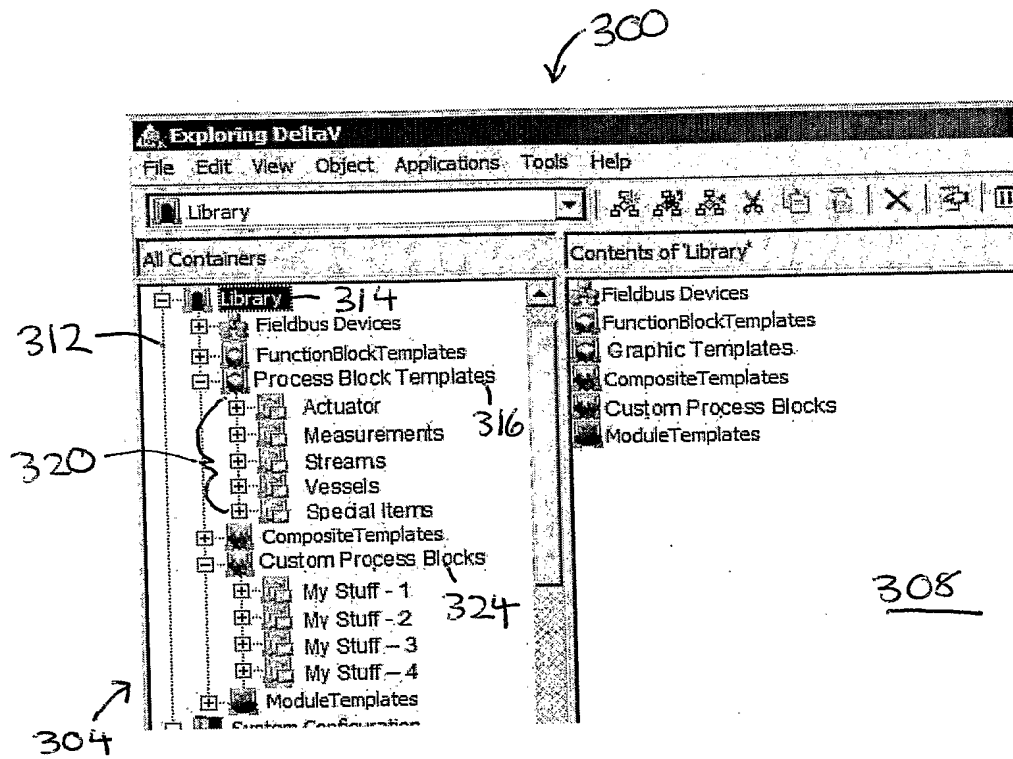 300
Exploring DeltaV
File Edit View Object Applications Tools Help
Library
All Containers
Contents of 'Library'
Library 314
Fieldbus Devices
FunctionBlockTemplates
Process Block Templates
316
Actuator
Measurements
Streams
Vessels
Special Items
CompositeTemplates
Custom Process Blocks
324
My Stuff - 1
My Stuff - 2
My Stuff - 3
My Stuff - 4
ModuleTemplates
System Configuration
312
320
304
Fieldbus Devices
FunctionBlockTemplates
Graphic Templates
CompositeTemplates
Custom Process Blocks
ModuleTemplates
308